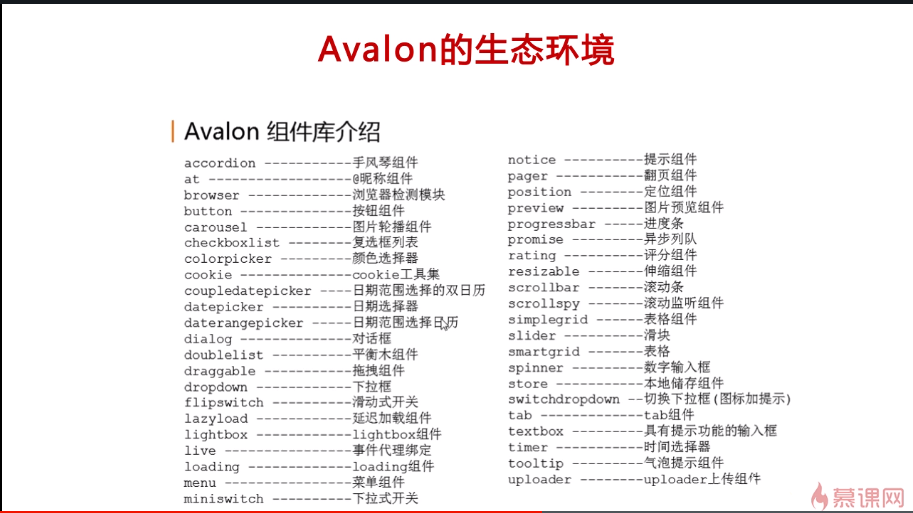 Avalon的生态环境
Avalon 组件库介绍
accordion -----------手风琴组件
at ------------------@昵称组件
browser -------------浏览器检测模块
button --------------按钮组件
carousel ------------图片轮播组件
checkboxlist --------复选框列表
colorpicker ---------颜色选择器
cookie --------------cookie工具集
coupledatepicker ----日期范围选择的双日历
datepicker ----------日期选择器
daterangepicker -----日期范围选择日历
dialog --------------对话框
doublelist ----------平衡木组件
draggable -----------拖拽组件
dropdown ------------下拉框
flipswitch ----------滑动式开关
lazyload ------------延迟加载组件
lightbox ------------lightbox组件
live ----------------事件代理绑定
loading -------------loading组件
menu ----------------菜单组件
miniswitch ----------下拉式开关
notice ----------提示组件
pager -----------翻页组件
position --------定位组件
preview ---------图片预览组件
progressbar -----进度条
promise ---------异步列队
rating ----------评分组件
resizable -------伸缩组件
scrollbar -------滚动条
scrollspy -------滚动监听组件
simplegrid ------表格组件
slider ----------滑块
smartgrid -------表格
spinner ---------数字输入框
store -----------本地储存组件
switchdropdown --切换下拉框(图标加提示)
tab -------------tab组件
textbox ---------具有提示功能的输入框
timer -----------时间选择器
tooltip ---------气泡提示组件
uploader --------uploader上传组件
慕课网